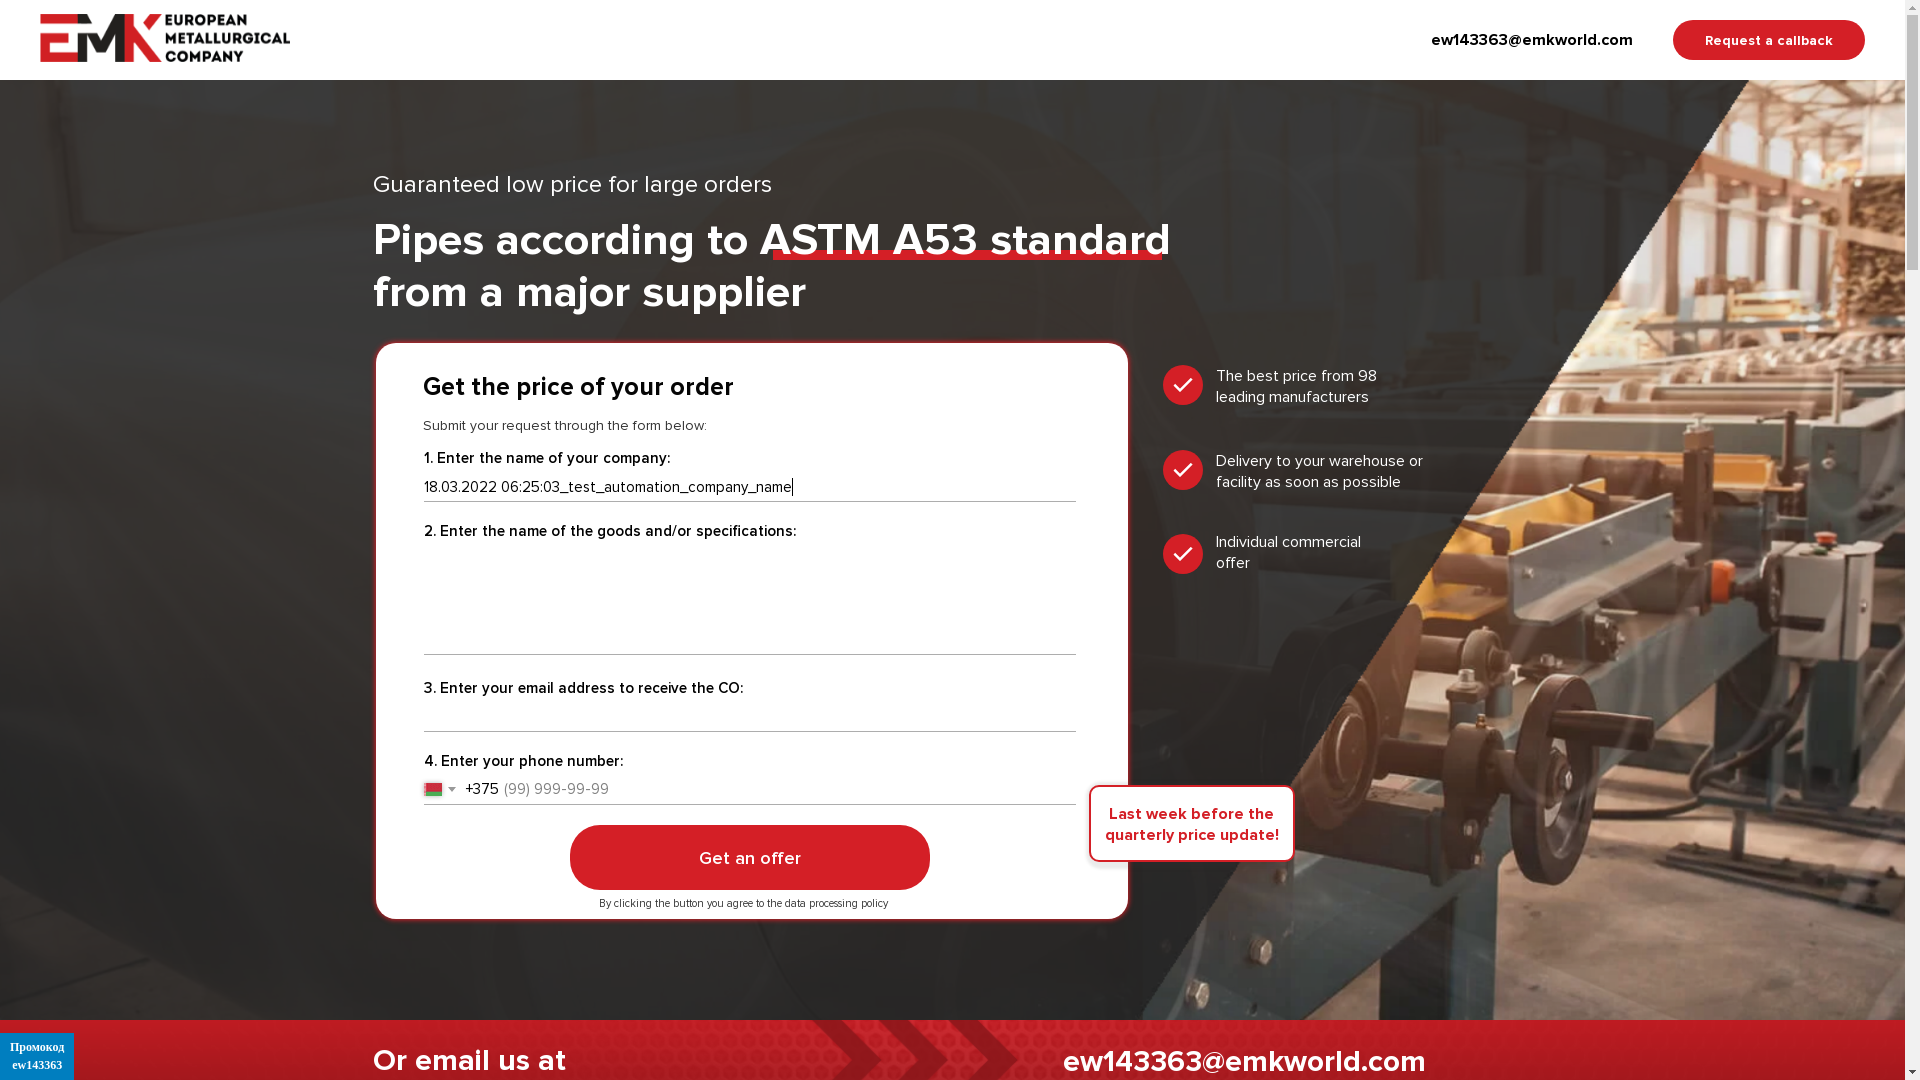 EMK EUROPEAN
METALLURGICAL
COMPANY
ew143363@emkworld.com
Request a callback
Guaranteed low price for large orders
Pipes according to ASTM A53 standard
from a major supplier
Get the price of your order
Submit your request through the form below:
1. Enter the name of your company:
18.03.2022 06:25:03_test_automation_company_name
2. Enter the name of the goods and/or specifications:
3. Enter your email address to receive the CO:
4. Enter your phone number:
+375 (99) 999-99-99
Get an offer
By clicking the button you agree to the data processing policy
The best price from 98
leading manufacturers
Delivery to your warehouse or
facility as soon as possible
Individual commercial
offer
Last week before the
quarterly price update!
Or email us at
ew143363@emkworld.com
Промокод
ew143363